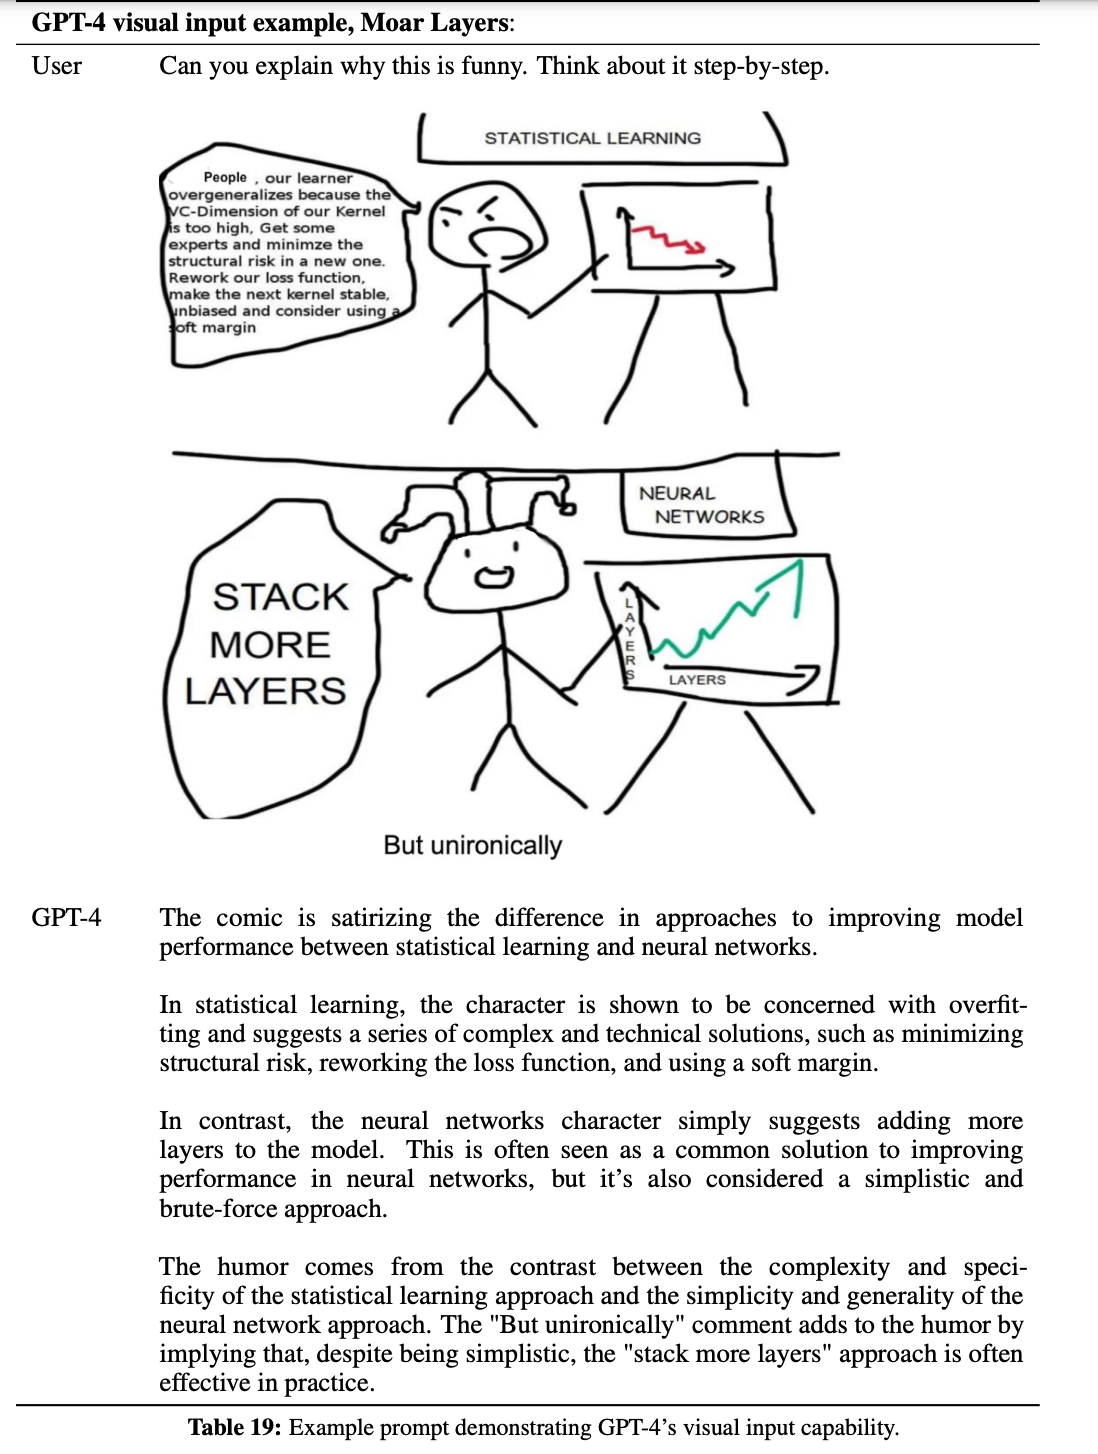 GPT-4 visual input example, Moar Layers:
User
Can you explain why this is funny. Think about it step-by-step.
STATISTICAL LEARNING
People , our learner
overgeneralizes because the
VC-Dimension of our Kernel
is too high, Get some
experts and minimze the
structural risk in a new one.
Rework our loss function,
make the next kernel stable,
unbiased and consider using a
soft margin
NEURAL
NETWORKS
STACK
MORE
LAYERS
LAYERS
LAYERS
But unironically
GPT-4
The comic is satirizing the difference in approaches to improving model
performance between statistical learning and neural networks.
In statistical learning, the character is shown to be concerned with overfit-
ting and suggests a series of complex and technical solutions, such as minimizing
structural risk, reworking the loss function, and using a soft margin.
In contrast, the neural networks character simply suggests adding more
layers to the model. This is often seen as a common solution to improving
performance in neural networks, but it's also considered a simplistic and
brute-force approach.
The humor comes from the contrast between the complexity and speci-
ficity of the statistical learning approach and the simplicity and generality of the
neural network approach. The "But unironically" comment adds to the humor by
implying that, despite being simplistic, the "stack more layers" approach is often
effective in practice.
Table 19: Example prompt demonstrating GPT-4's visual input capability.